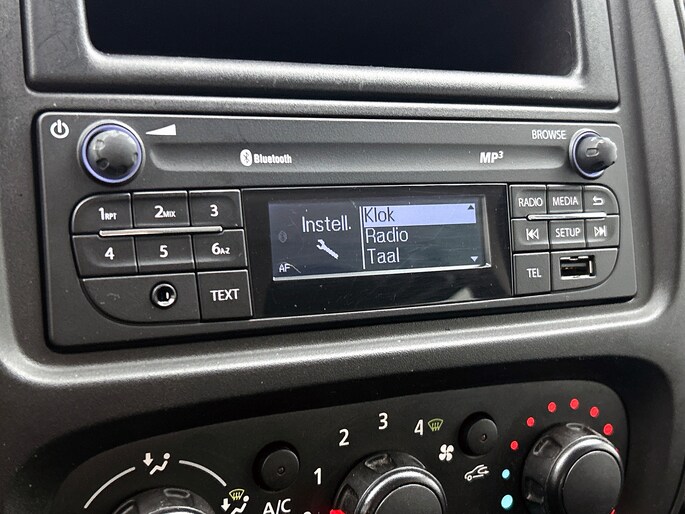 BROWSE
Bluetooth
MP3
1RPT
2MIX
3
4
5
6A-Z
TEXT
Instell.
AF
Klok
Radio
Taal
RADIO
MEDIA
SETUP
TEL
1
2
3
4
A/C